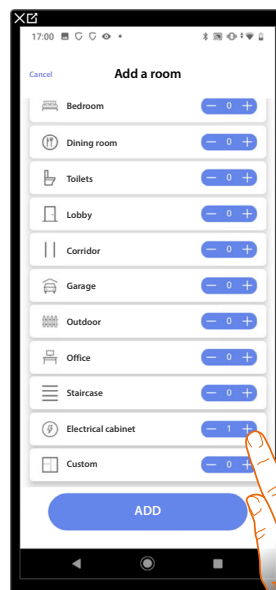 17:00
Cancel Add a room
Bedroom — 0 +
Dining room — 0 +
Toilets — 0 +
Lobby — 0 +
Corridor — 0 +
Garage — 0 +
Outdoor — 0 +
Office — 0 +
Staircase — 0 +
Electrical cabinet — 1 +
Custom — 0 +
ADD